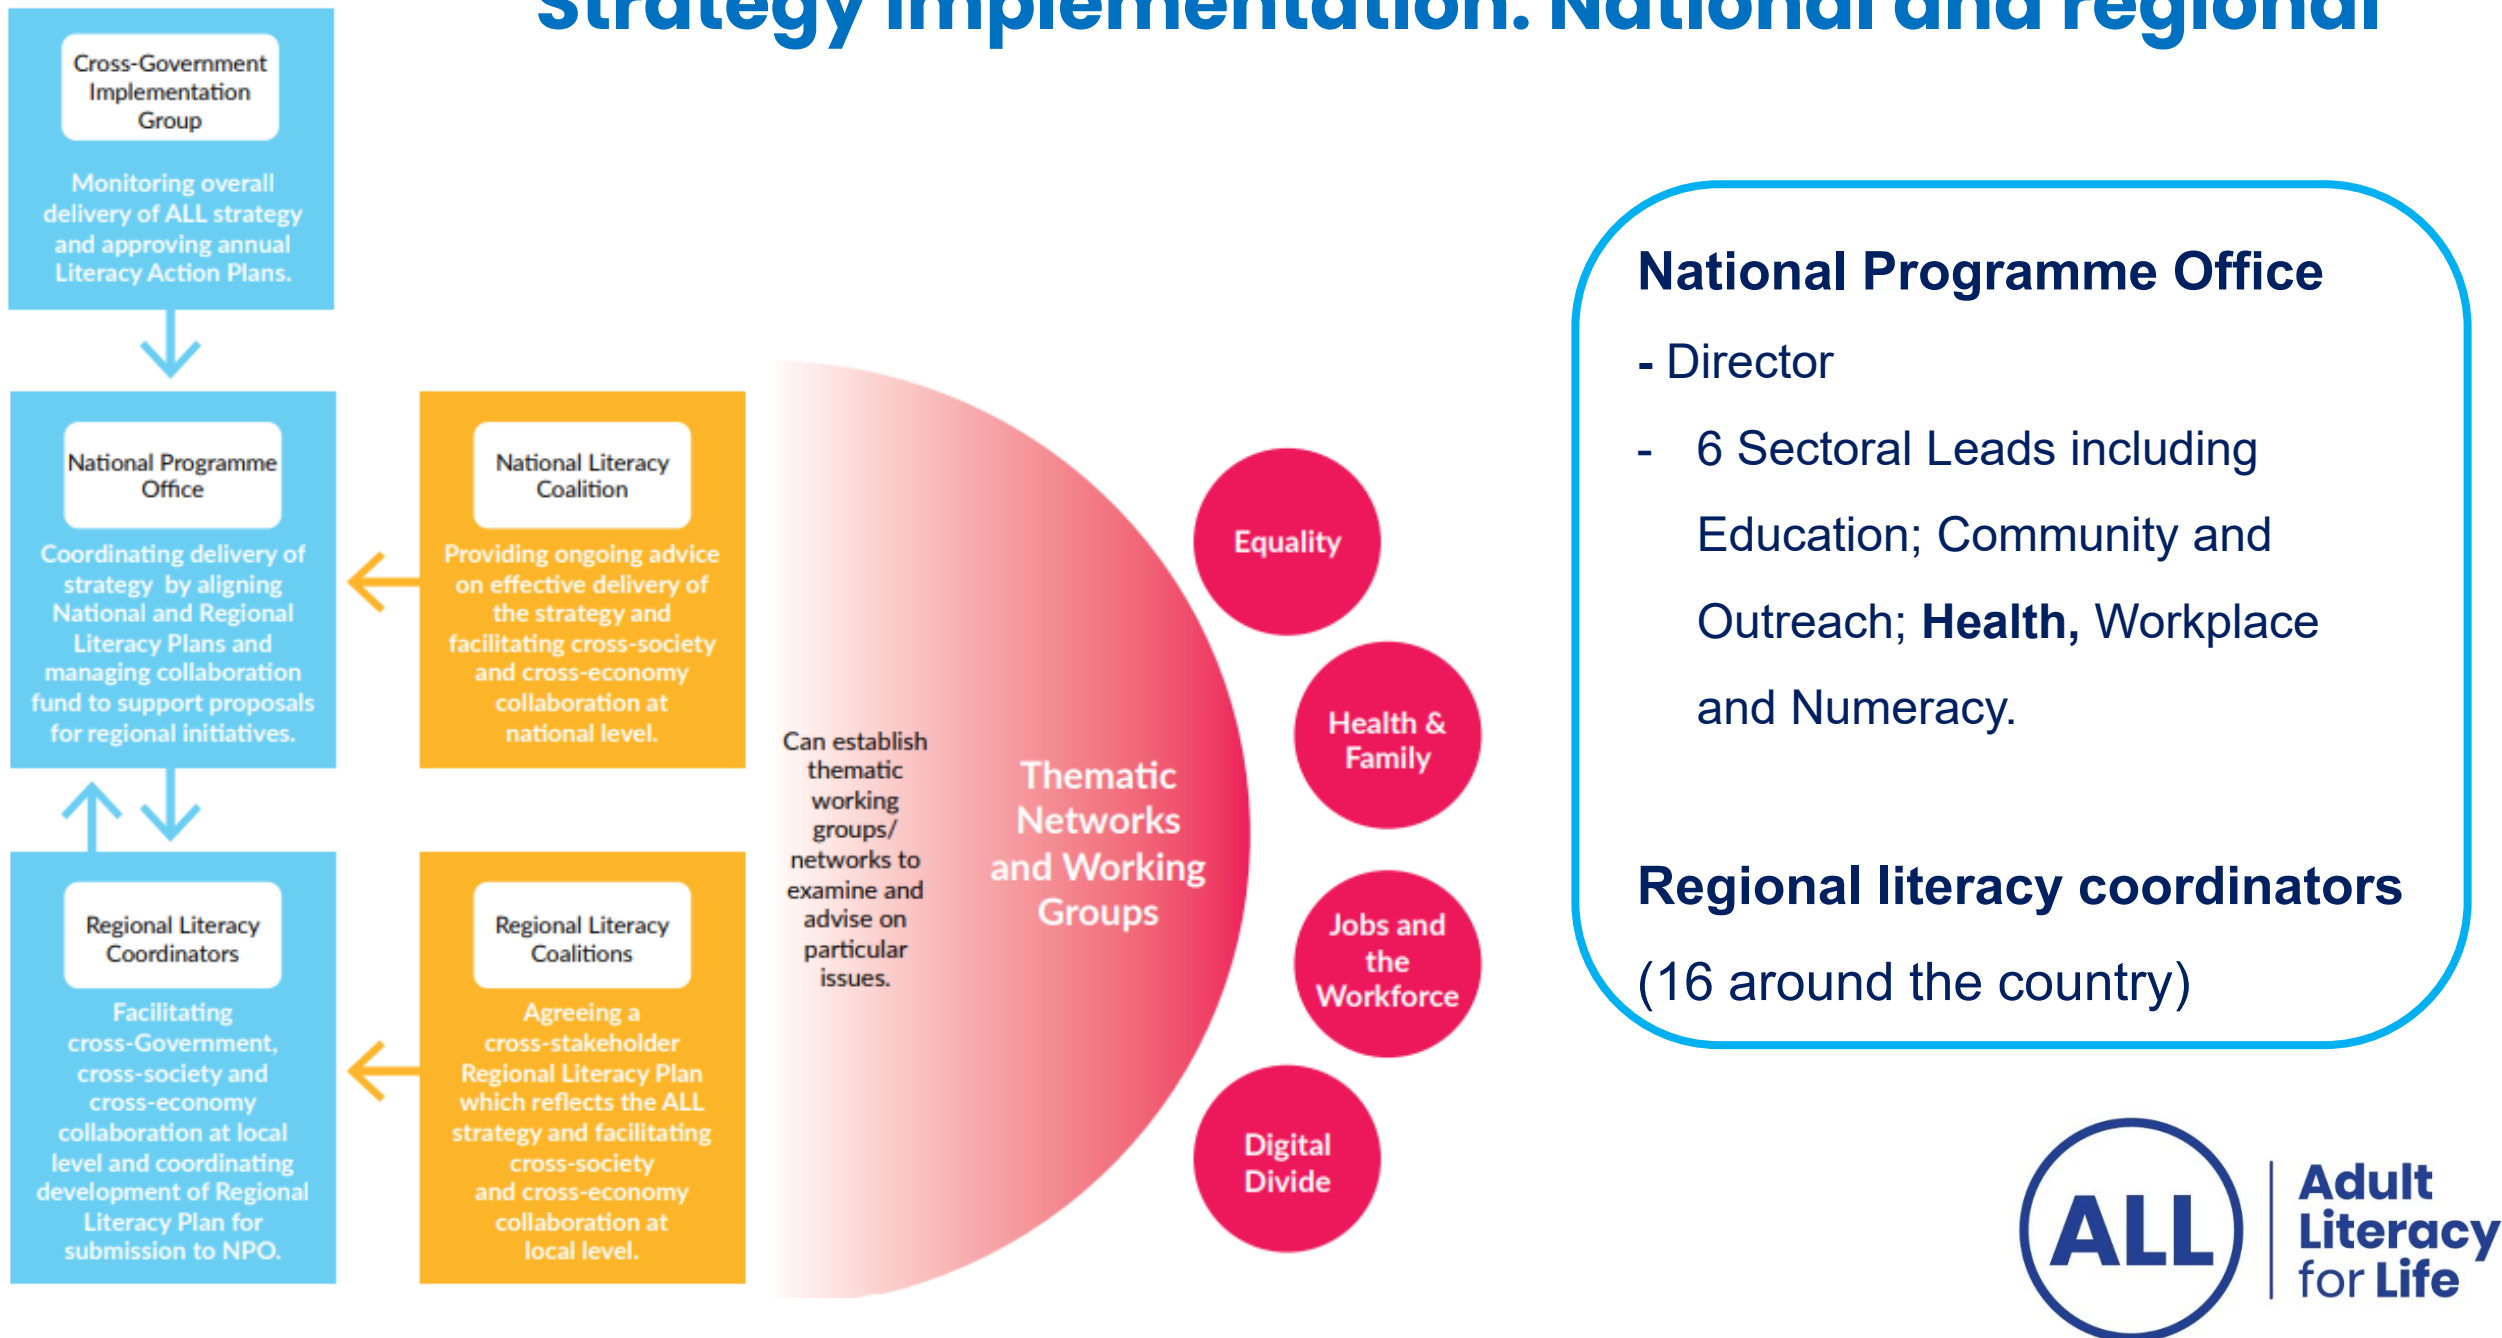 Strategy Implementation: National and regional
Cross-Government
Implementation
Group
Monitoring overall
delivery of ALL strategy
and approving annual
Literacy Action Plans.
National Programme
Office
Coordinating delivery of
strategy by aligning
National and Regional
Literacy Plans and
managing collaboration
fund to support proposals
for regional initiatives.
National Literacy
Coalition
Providing ongoing advice
on effective delivery of
the strategy and
facilitating cross-society
and cross-economy
collaboration at
national level.
Regional Literacy
Coordinators
Facilitating
cross-Government,
cross-society and
cross-economy
collaboration at local
level and coordinating
development of Regional
Literacy Plan for
submission to NPO.
Regional Literacy
Coalitions
Agreeing a
cross-stakeholder
Regional Literacy Plan
which reflects the ALL
strategy and facilitating
cross-society
and cross-economy
collaboration at
local level.
Can establish
thematic
working
groups/
networks to
examine and
advise on
particular
issues.
Thematic
Networks
and Working
Groups
Equality
Health &
Family
Jobs and
the
Workforce
Digital
Divide
National Programme Office
- Director
- 6 Sectoral Leads including
Education; Community and
Outreach; Health, Workplace
and Numeracy.
Regional literacy coordinators
(16 around the country)
ALL
Adult
Literacy
for Life